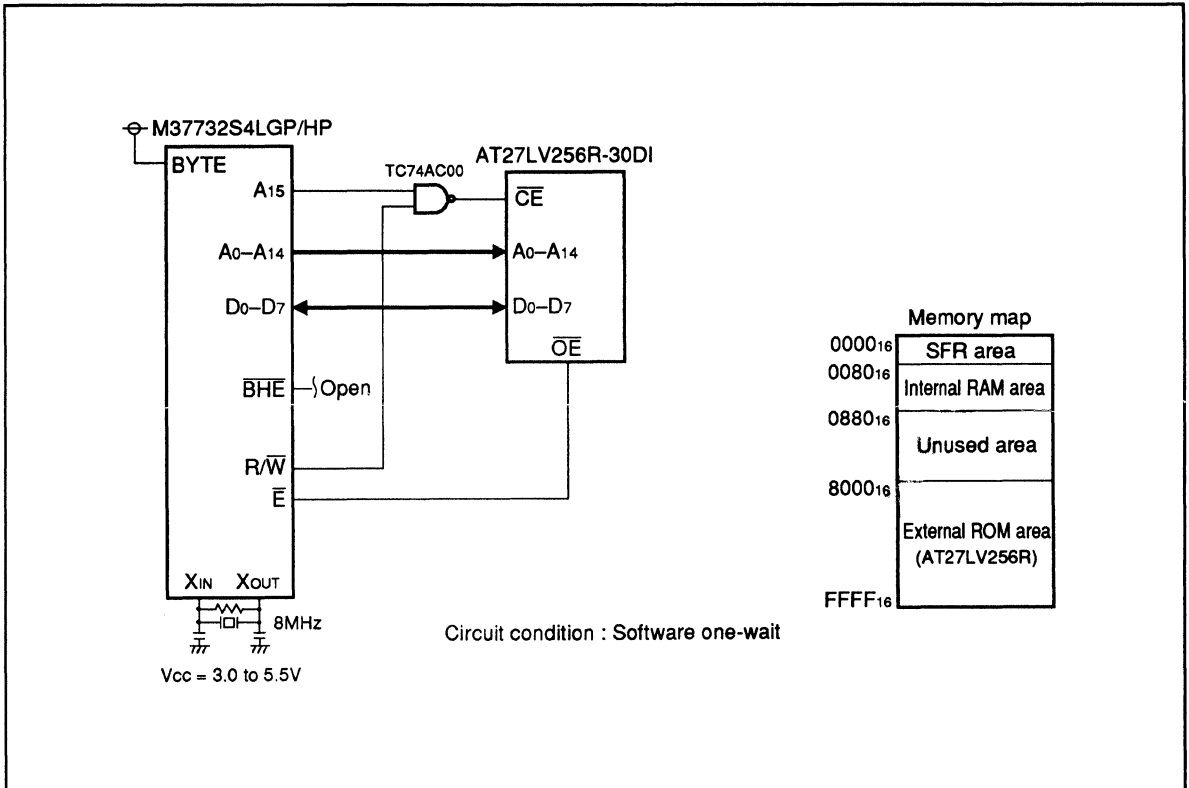 M37732S4LGP/HP
BYTE
A15
A0–A14
D0–D7
BHE
Open
R/W
E
XIN XOUT
8MHz
Vcc = 3.0 to 5.5V
TC74AC00
AT27LV256R-30DI
CE
A0–A14
D0–D7
OE
Circuit condition : Software one-wait
Memory map
000016
SFR area
008016
Internal RAM area
088016
Unused area
800016
External ROM area
(AT27LV256R)
FFFF16